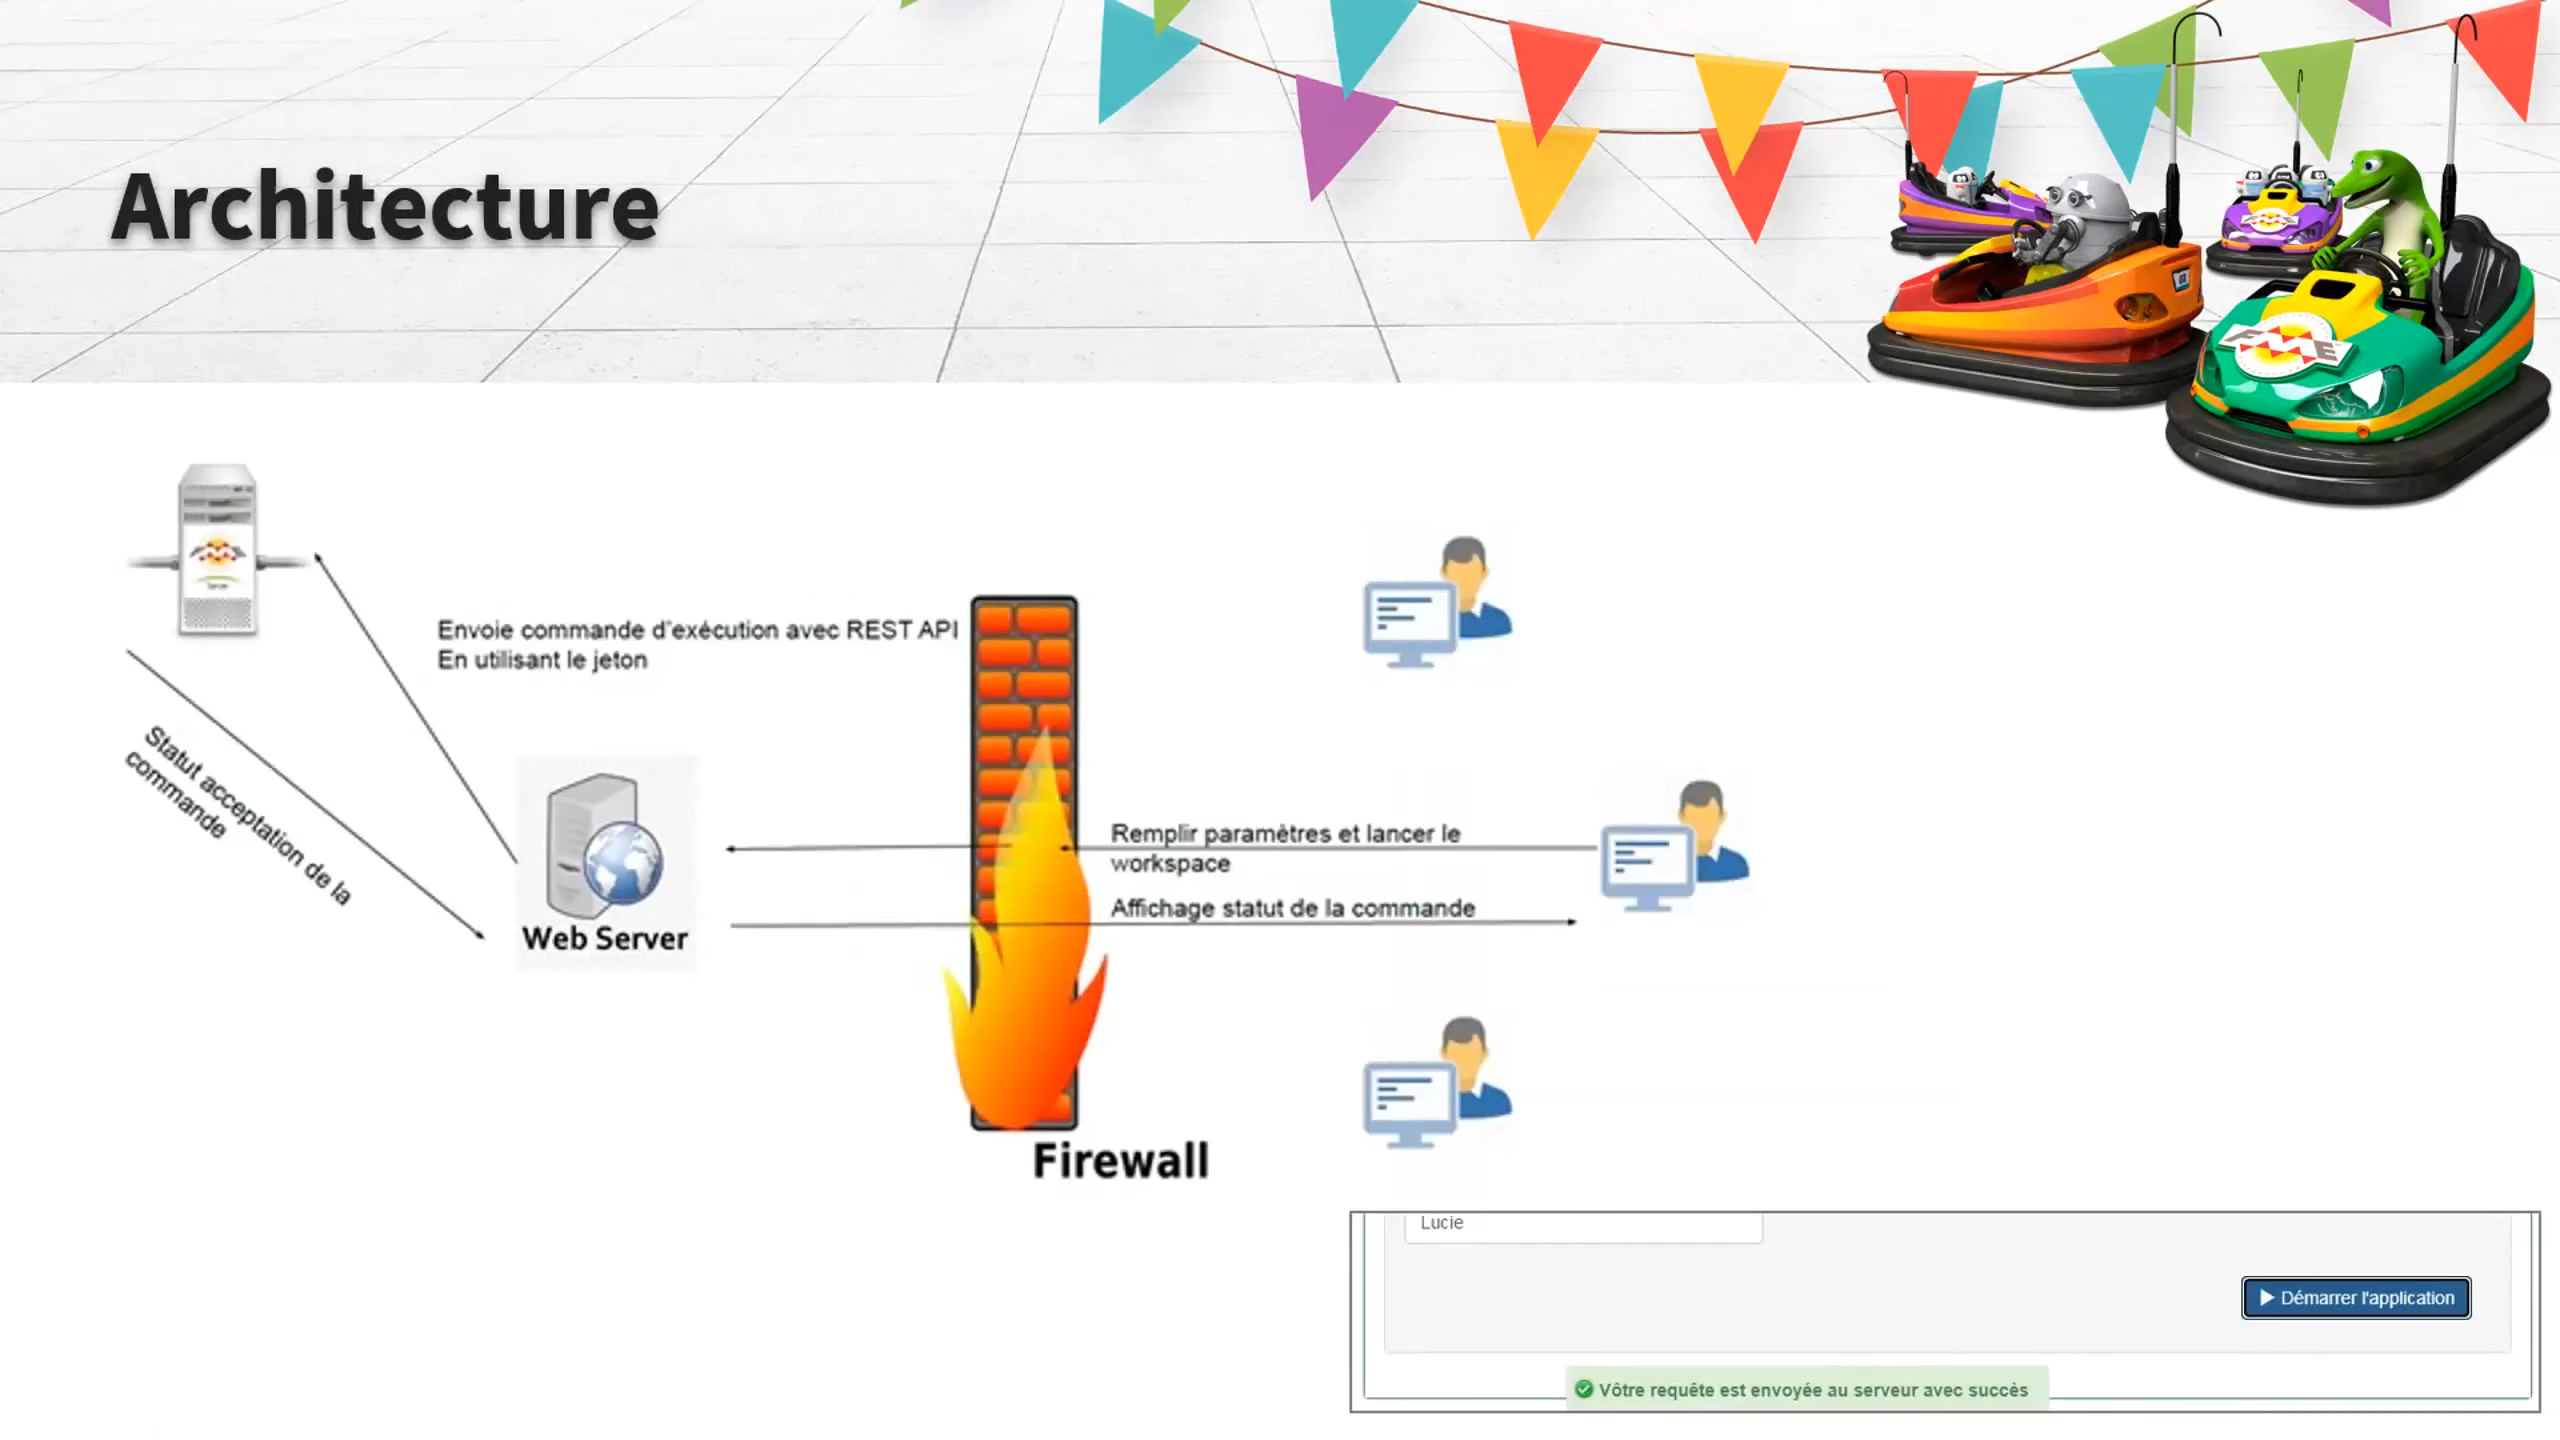 Architecture
FME
Server
Envoie commande d'exécution avec REST API
En utilisant le jeton
Statut acceptation de la
commande
Web Server
Remplir paramètres et lancer le
workspace
Affichage statut de la commande
Firewall
Lucie
Démarrer l'application
Vôtre requête est envoyée au serveur avec succès